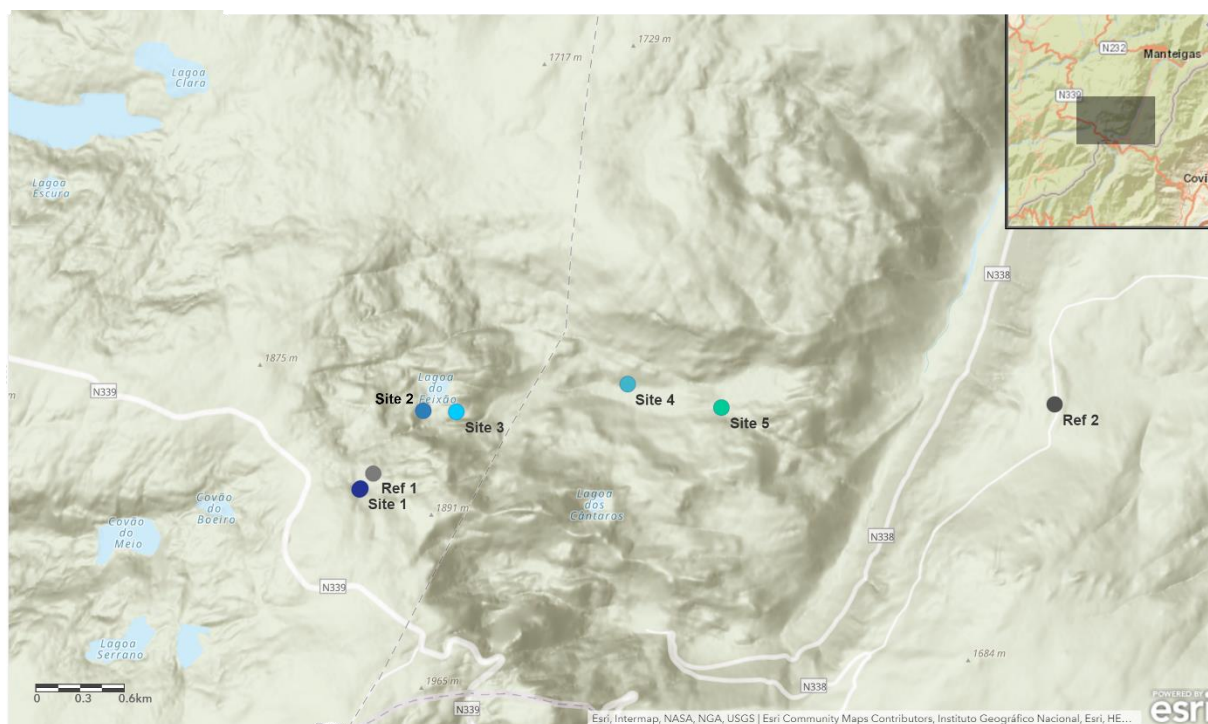 1729 m
1717 m
Lagoa
Clara
N232
Manteigas
N339
Covi
Lagoa
Escura
N338
1875 m
N339
Lagoa
do
Peixão
Site 2
Site 3
Site 4
Site 5
Ref 2
Ref 1
Site 1
1891 m
Lagoa
dos
Cântaros
Covão
do
Boeiro
Covão
do
Meio
N338
N339
Lagoa
Serrano
1684 m
N338
1965 m
N339
0 0.3 0.6km
POWERED BY
esri
Esri, Intermap, NASA, NGA, USGS | Esri Community Maps Contributors, Instituto Geográfico Nacional, Esri, HE...